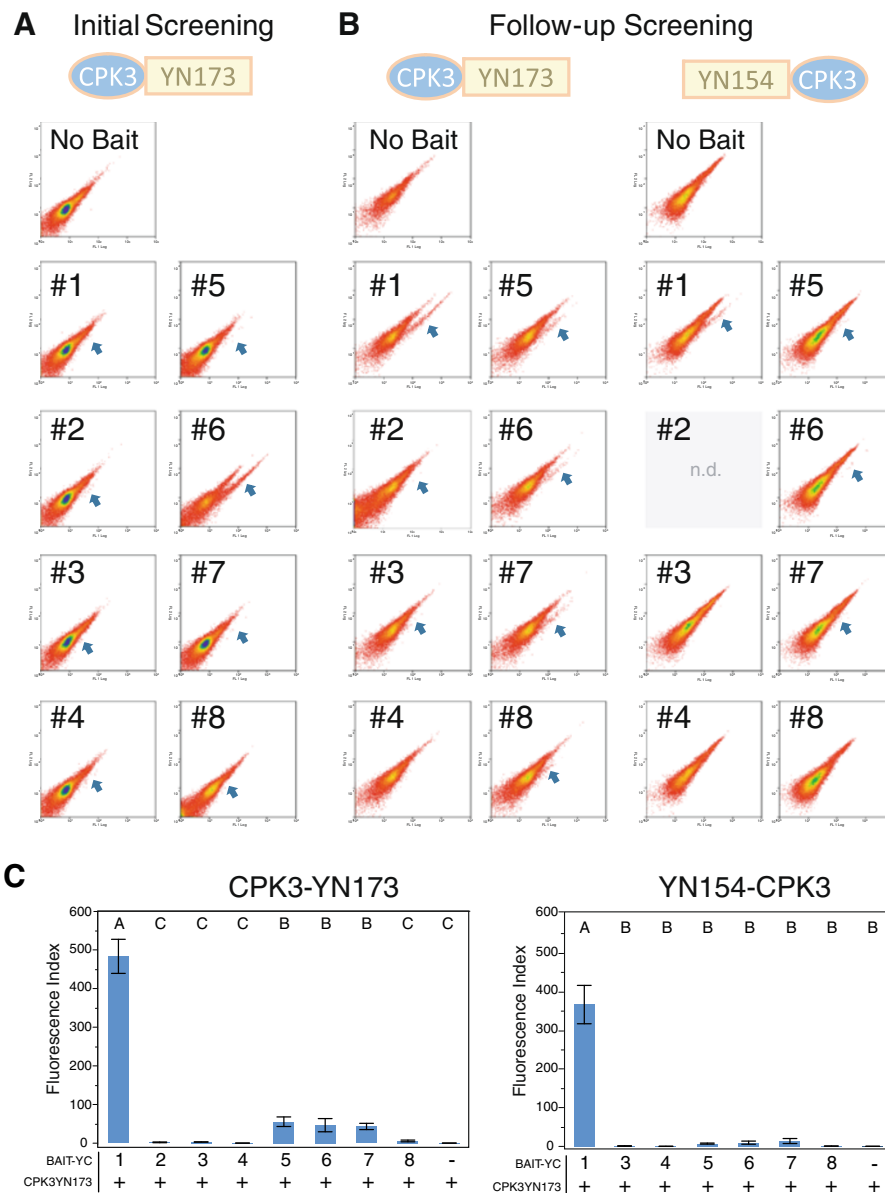 A Initial Screening B Follow-up Screening
CPK3 YN173 CPK3 YN173 YN154 CPK3
No Bait No Bait No Bait
#1 #5 #1 #5 #1 #5
#2 #6 #2 #6 #2 #6
n.d.
#3 #7 #3 #7 #3 #7
#4 #8 #4 #8 #4 #8
C
CPK3-YN173 YN154-CPK3
600 A C C C B B B C C 600 A B B B B B B B
500 500
400 400
300 300
200 200
100 100
0 0
Fluorescence Index Fluorescence Index
BAIT-YC 1 2 3 4 5 6 7 8 - BAIT-YC 1 3 4 5 6 7 8 -
CPK3YN173 + + + + + + + + + CPK3YN173 + + + + + + + +